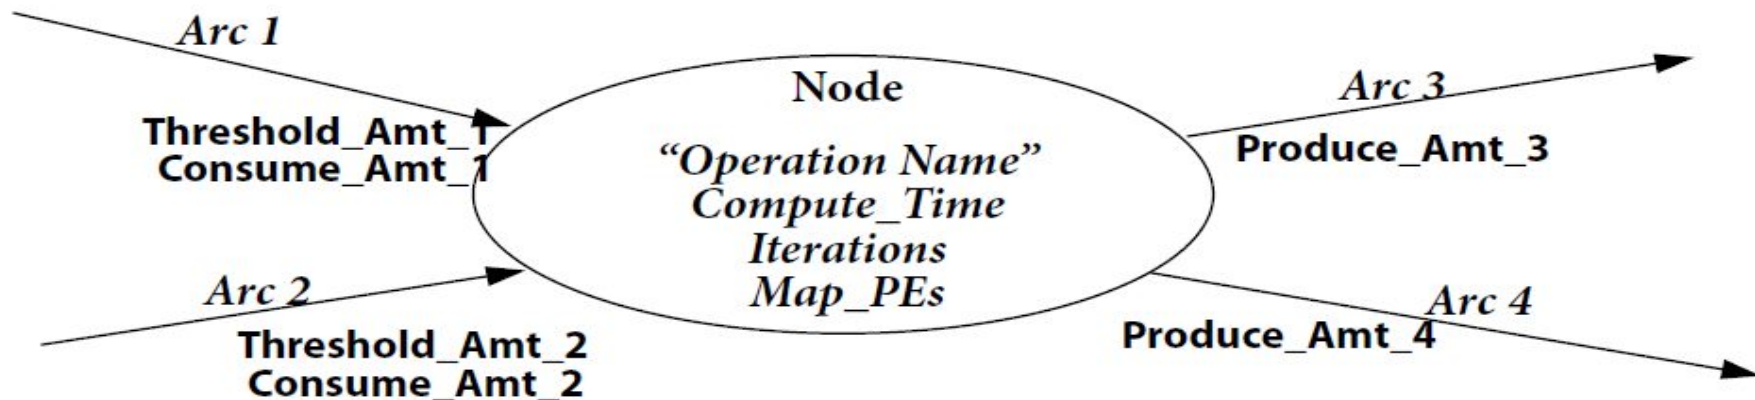 Arc 1
Threshold_Amt_1
Consume_Amt_1
Arc 2
Threshold_Amt_2
Consume_Amt_2
Node
“Operation Name”
Compute_Time
Iterations
Map_PEs
Arc 3
Produce_Amt_3
Arc 4
Produce_Amt_4